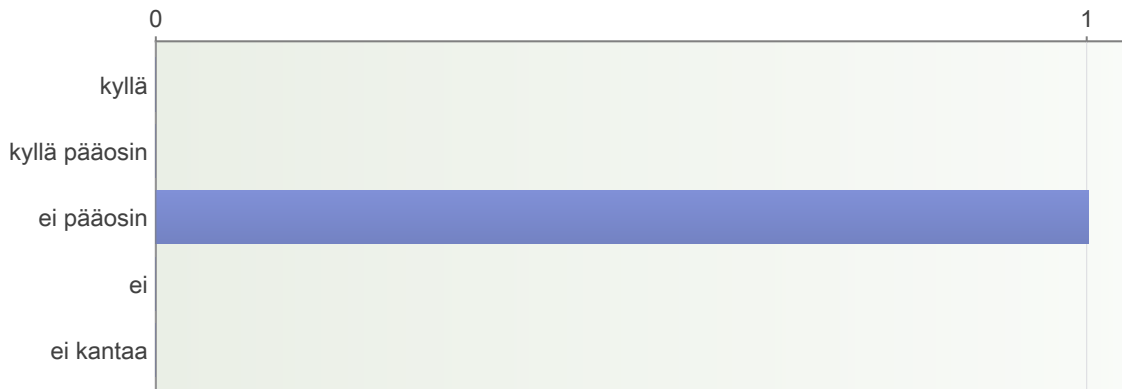 0 1
kyllä
kyllä pääosin
ei pääosin
ei
ei kantaa